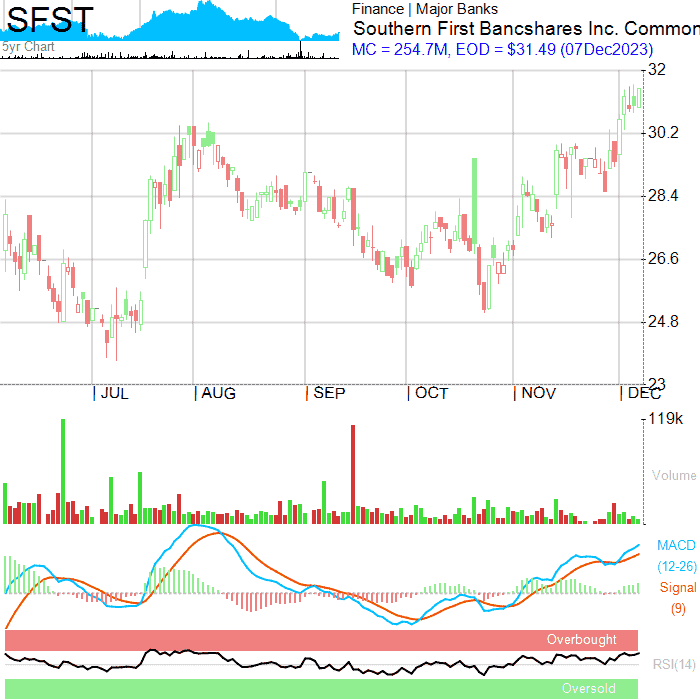 SFST
5yr Chart
Finance | Major Banks
Southern First Bancshares Inc. Common
MC = 254.7M, EOD = $31.49 (07Dec2023)
32
30.2
28.4
26.6
24.8
23
JUL AUG SEP OCT NOV DEC
119k
Volume
MACD
(12-26)
Signal
(9)
Overbought
RSI(14)
Oversold